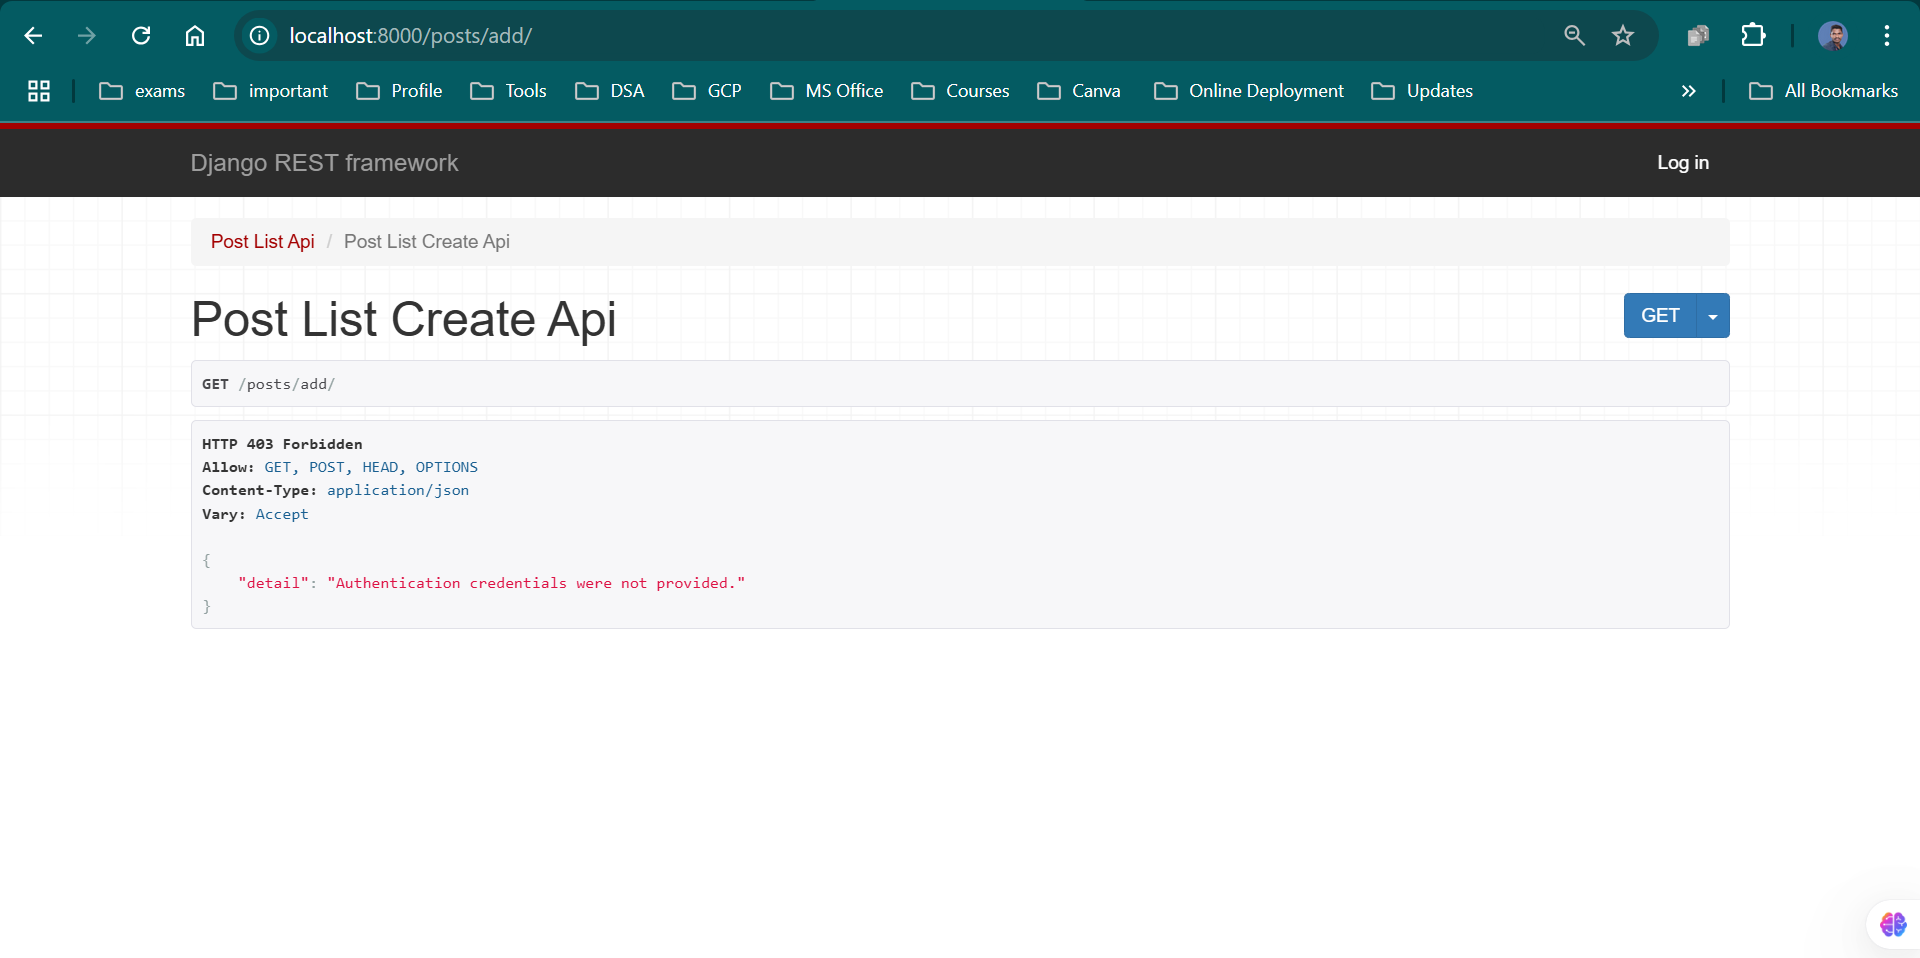 localhost:8000/posts/add/
exams important Profile Tools DSA GCP MS Office Courses Canva Online Deployment Updates » All Bookmarks
Django REST framework Log in
Post List Api / Post List Create Api
Post List Create Api GET
GET /posts/add/
HTTP 403 Forbidden
Allow: GET, POST, HEAD, OPTIONS
Content-Type: application/json
Vary: Accept
{
"detail": "Authentication credentials were not provided."
}